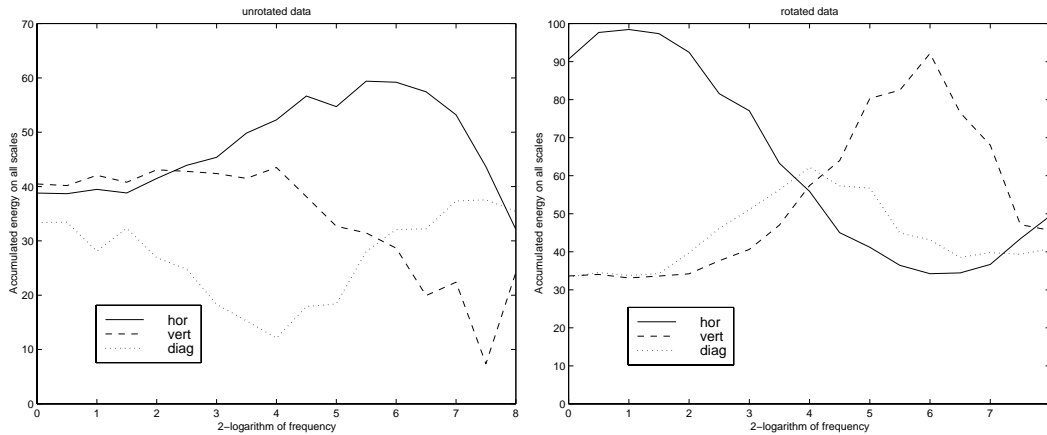 unrotated data
Accumulated energy on all scales
70
60
50
40
30
20
10
0
hor
vert
diag
0 1 2 3 4 5 6 7 8
2-logarithm of frequency
rotated data
Accumulated energy on all scales
100
90
80
70
60
50
40
30
20
10
0
hor
vert
diag
0 1 2 3 4 5 6 7
2-logarithm of frequency